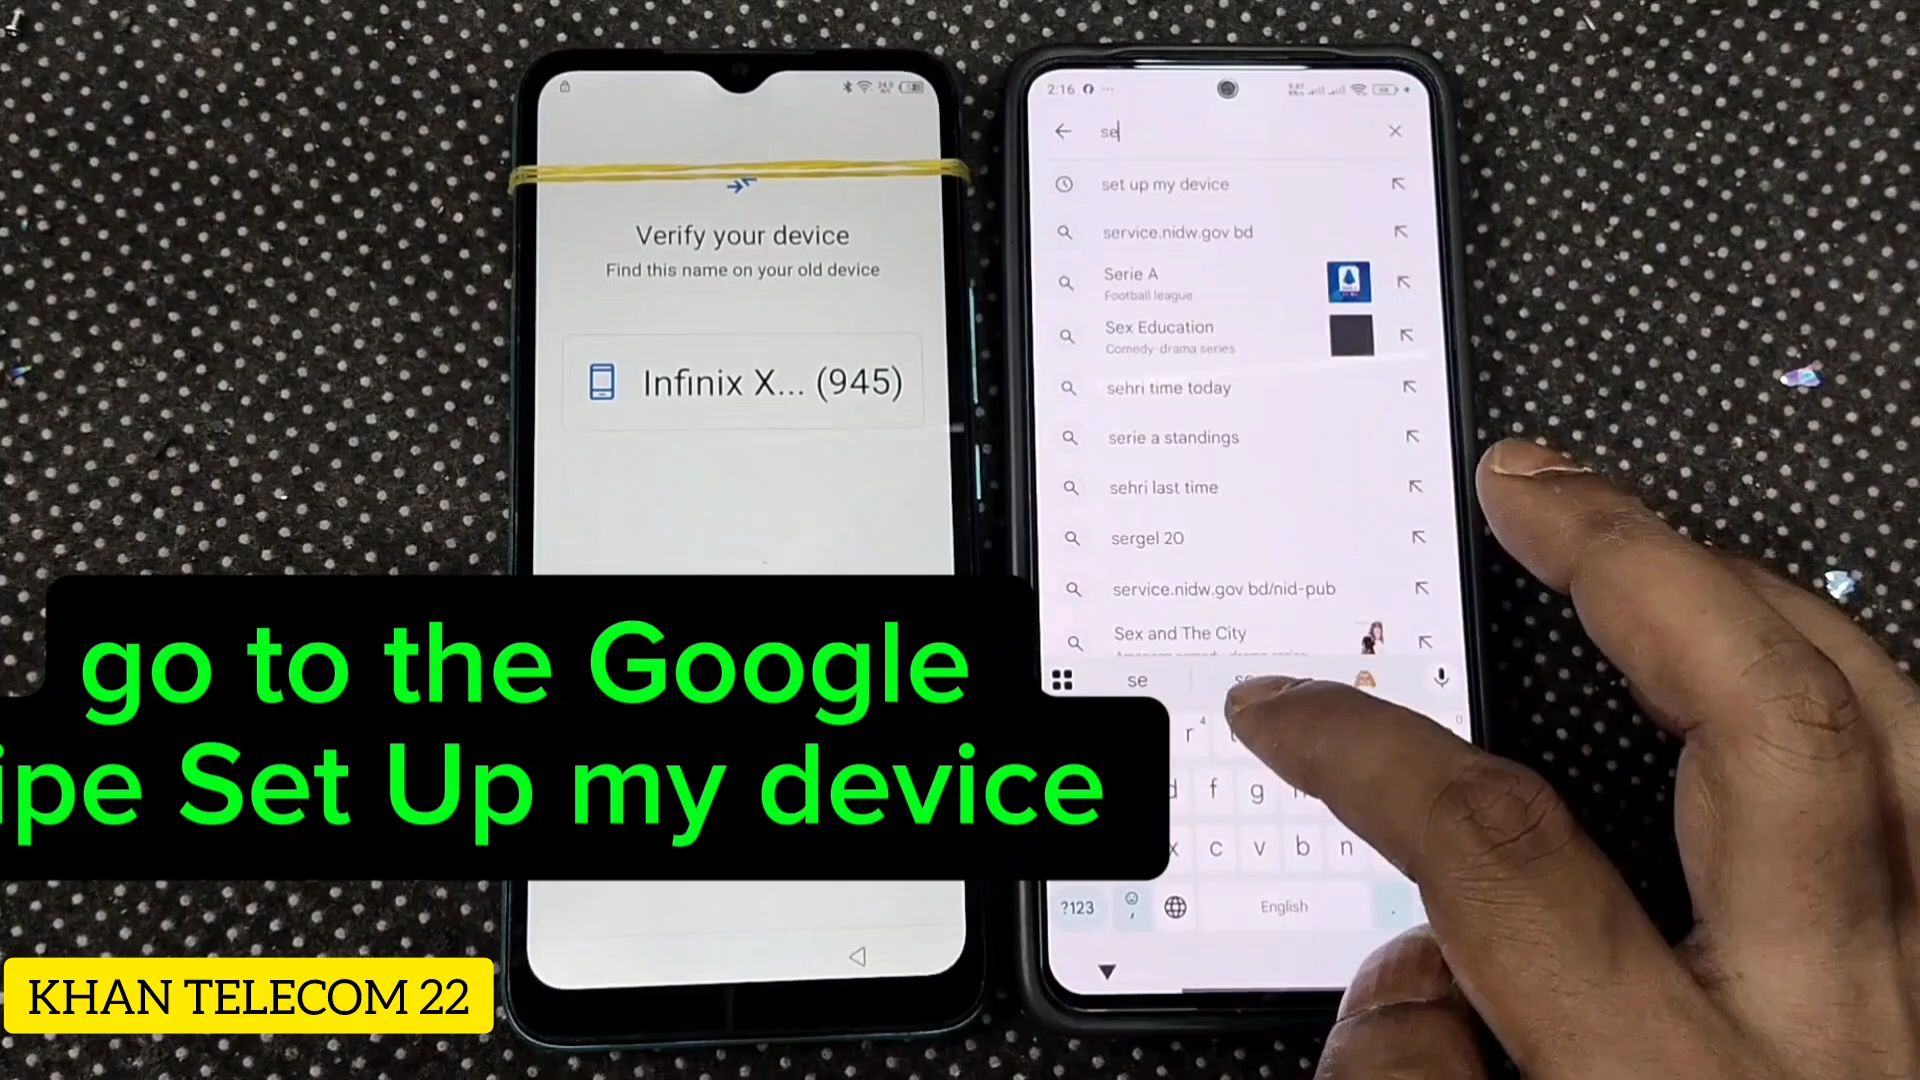 Verify your device
Find this name on your old device
Infinix X... (945)
2:16
se
set up my device
service.nidw.gov bd
Serie A
Football league
Sex Education
Comedy-drama series
sehri time today
serie a standings
sehri last time
sergel 20
service.nidw.gov bd/nid-pub
Sex and The City
se
r 4
f g
c v b n
?123 English
go to the Google
ipe Set Up my device
KHAN TELECOM 22